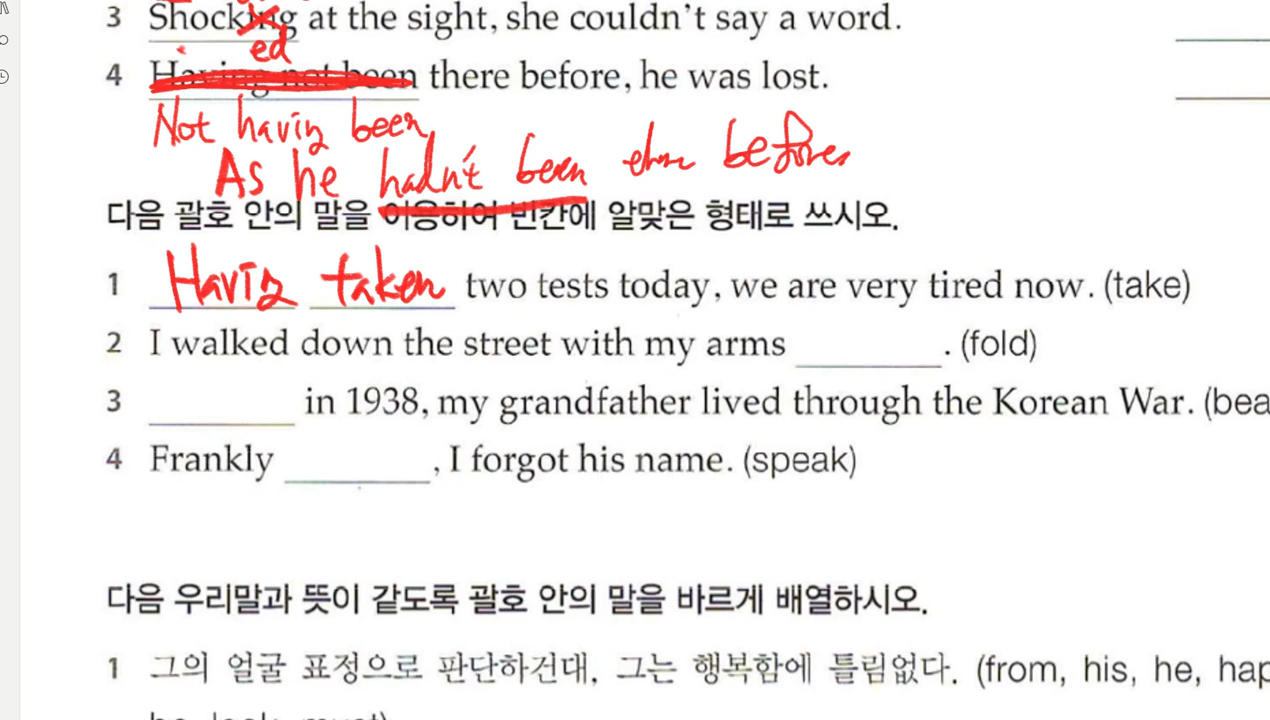 3 Shocking at the sight, she couldn't say a word.
ed
4 Having not been there before, he was lost.
Not having been
As he hadn't been before
다음 괄호 안의 말을 이용하여 빈칸에 알맞은 형태로 쓰시오.
1 Having taken two tests today, we are very tired now. (take)
2 I walked down the street with my arms . (fold)
3 in 1938, my grandfather lived through the Korean War. (bea
4 Frankly , I forgot his name. (speak)
다음 우리말과 뜻이 같도록 괄호 안의 말을 바르게 배열하시오.
1 그의 얼굴 표정으로 판단하건대, 그는 행복함에 틀림없다. (from, his, he, hap